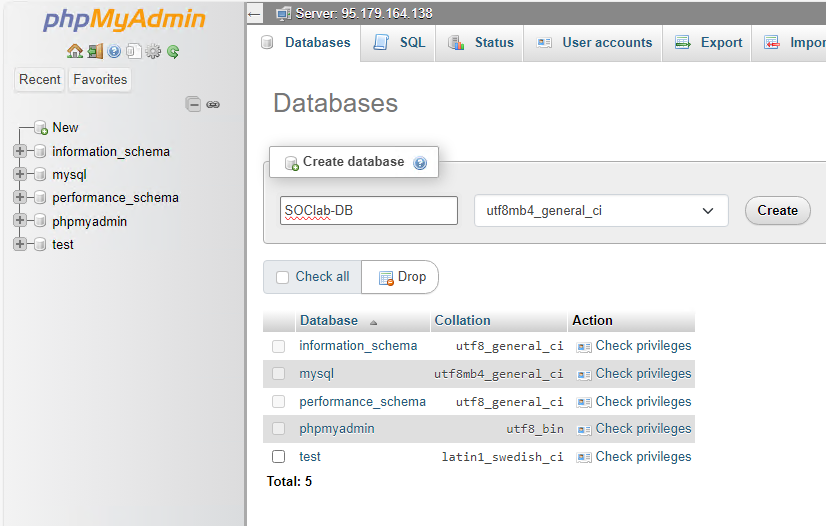 phpMyAdmin
Recent Favorites
New
information_schema
mysql
performance_schema
phpmyadmin
test
Server: 95.179.164.138
Databases SQL Status User accounts Export Impor
Databases
Create database
SOClab-DB utf8mb4_general_ci Create
Check all Drop
Database Collation Action
information_schema utf8_general_ci Check privileges
mysql utf8mb4_general_ci Check privileges
performance_schema utf8_general_ci Check privileges
phpmyadmin utf8_bin Check privileges
test latin1_swedish_ci Check privileges
Total: 5